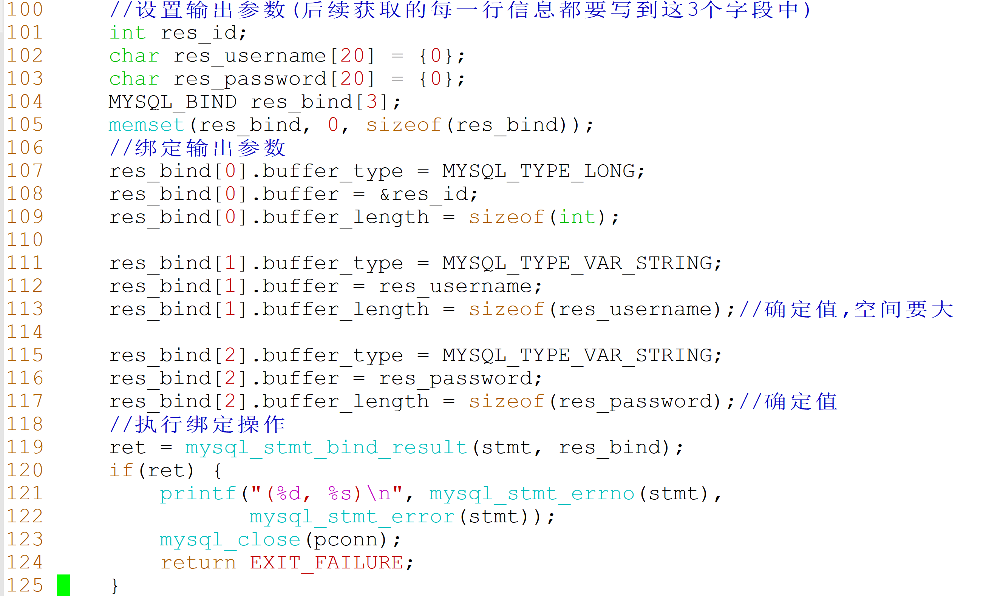 100     //设置输出参数(后续获取的每一行信息都要写到这3个字段中)
101     int res_id;
102     char res_username[20] = {0};
103     char res_password[20] = {0};
104     MYSQL_BIND res_bind[3];
105     memset(res_bind, 0, sizeof(res_bind));
106     //绑定输出参数
107     res_bind[0].buffer_type = MYSQL_TYPE_LONG;
108     res_bind[0].buffer = &res_id;
109     res_bind[0].buffer_length = sizeof(int);
110
111     res_bind[1].buffer_type = MYSQL_TYPE_VAR_STRING;
112     res_bind[1].buffer = res_username;
113     res_bind[1].buffer_length = sizeof(res_username);//确定值,空间要大
114
115     res_bind[2].buffer_type = MYSQL_TYPE_VAR_STRING;
116     res_bind[2].buffer = res_password;
117     res_bind[2].buffer_length = sizeof(res_password);//确定值
118     //执行绑定操作
119     ret = mysql_stmt_bind_result(stmt, res_bind);
120     if(ret) {
121         printf("(%d, %s)\n", mysql_stmt_errno(stmt),
122                mysql_stmt_error(stmt));
123         mysql_close(pconn);
124         return EXIT_FAILURE;
125     }